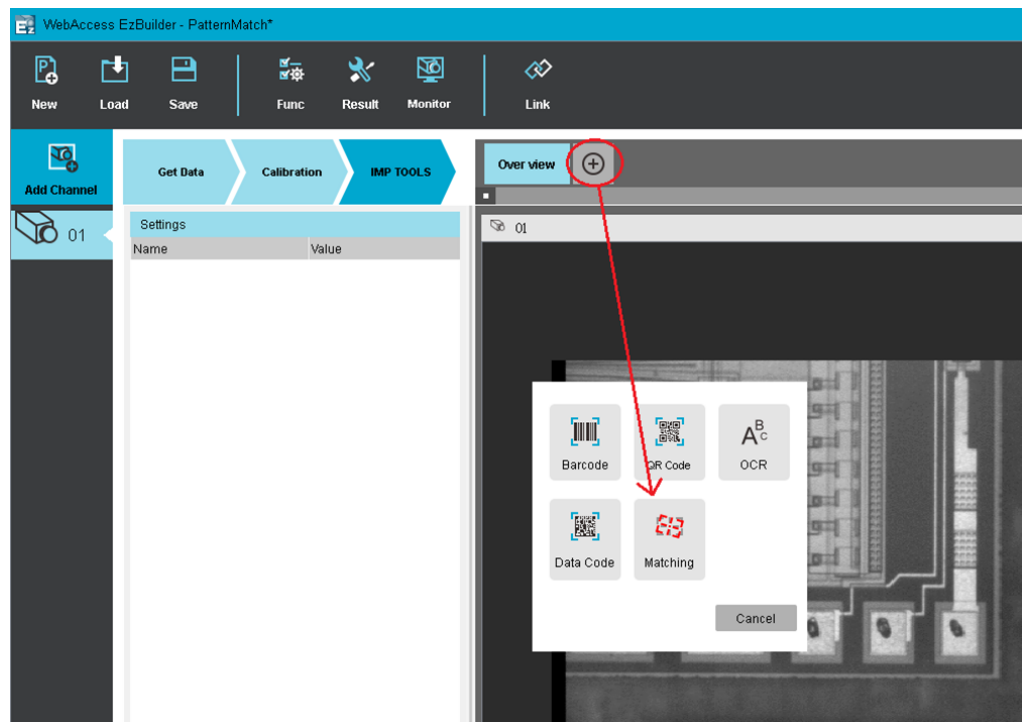 WebAccess EzBuilder - PatternMatch*
New Load Save Func Result Monitor Link
Add Channel
Get Data Calibration IMP TOOLS
Over view
01
Settings
Name Value
01
Barcode QR Code OCR
Data Code Matching
Cancel